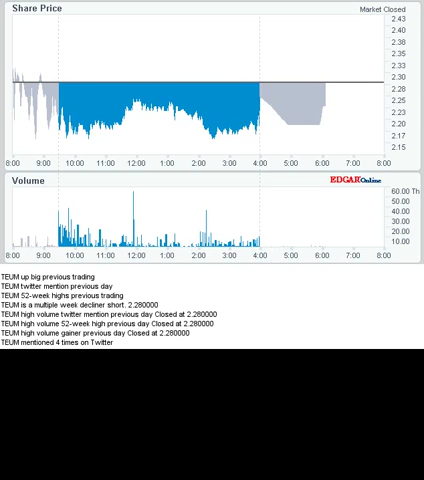 Share Price
Market Closed
2.43
2.40
2.38
2.35
2.33
2.30
2.28
2.25
2.23
2.20
2.17
2.15
8:00 9:00 10:00 11:00 12:00 1:00 2:00 3:00 4:00 5:00 6:00 7:00 8:00
Volume
EDGAROnline
60.00 Th
50.00
40.00
30.00
20.00
10.00
8:00 9:00 10:00 11:00 12:00 1:00 2:00 3:00 4:00 5:00 6:00 7:00 8:00
TEUM up big previous trading
TEUM twitter mention previous day
TEUM 52-week highs previous trading
TEUM is a multiple week decliner short. 2.280000
TEUM high volume twitter mention previous day Closed at 2.280000
TEUM high volume 52-week high previous day Closed at 2.280000
TEUM high volume gainer previous day Closed at 2.280000
TEUM mentioned 4 times on Twitter